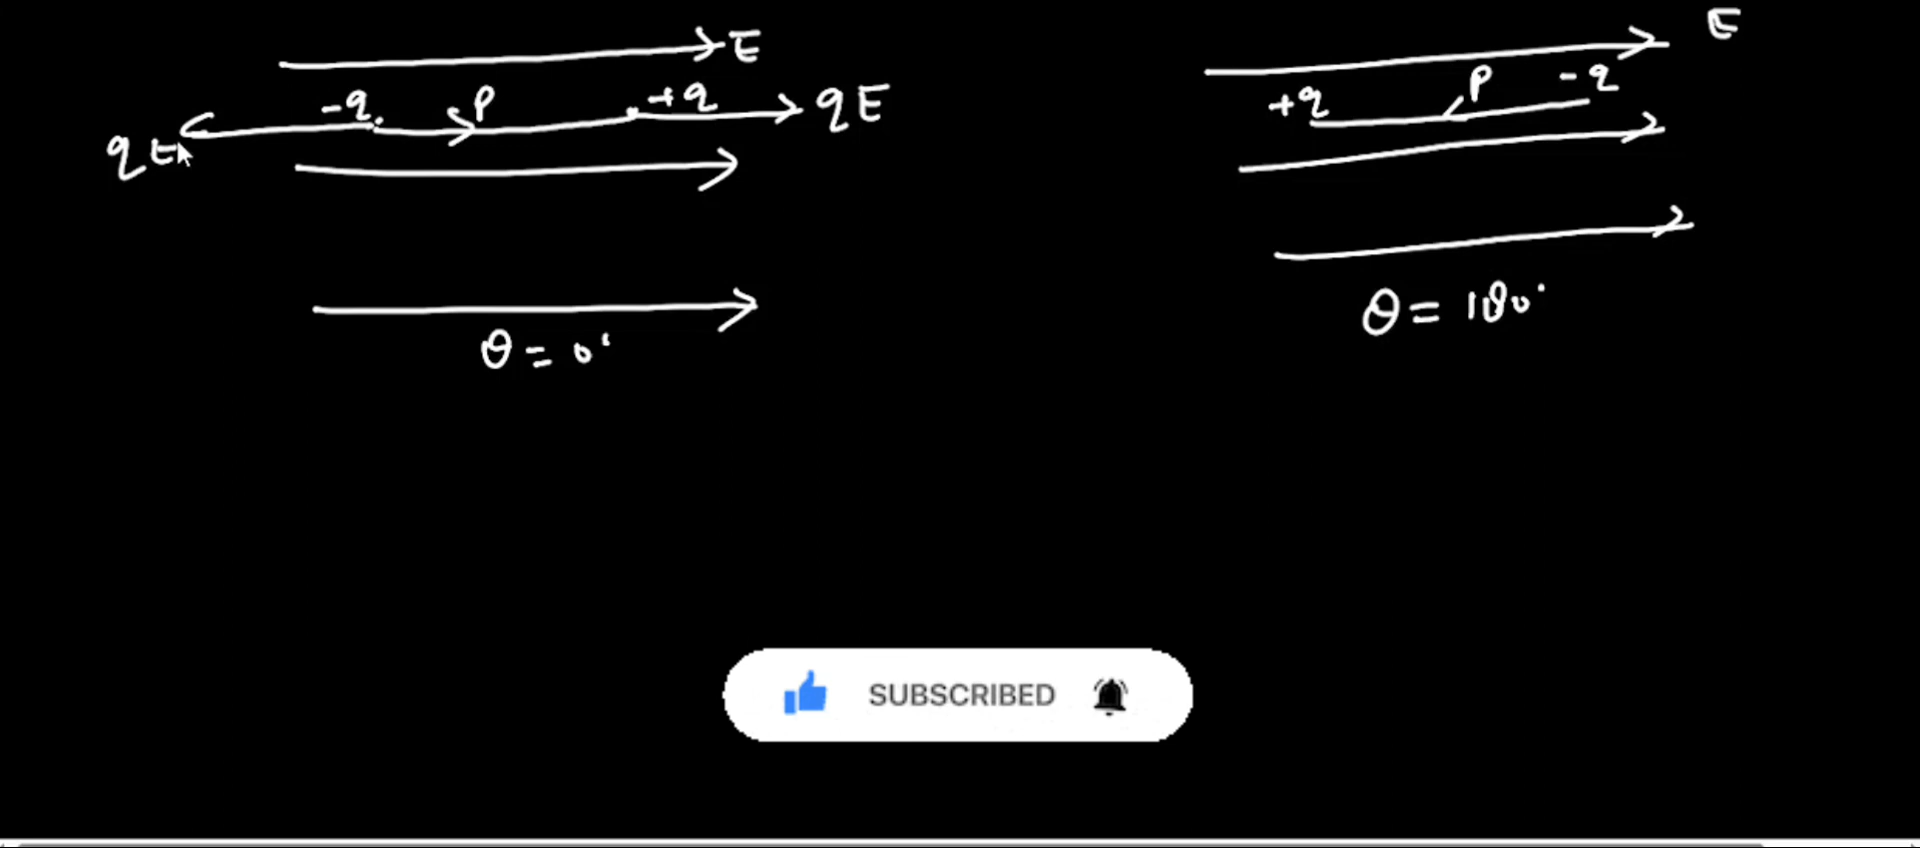 E
-q P +q qE
qE
θ = 0°
E
+q P -q
θ = 180°
SUBSCRIBED